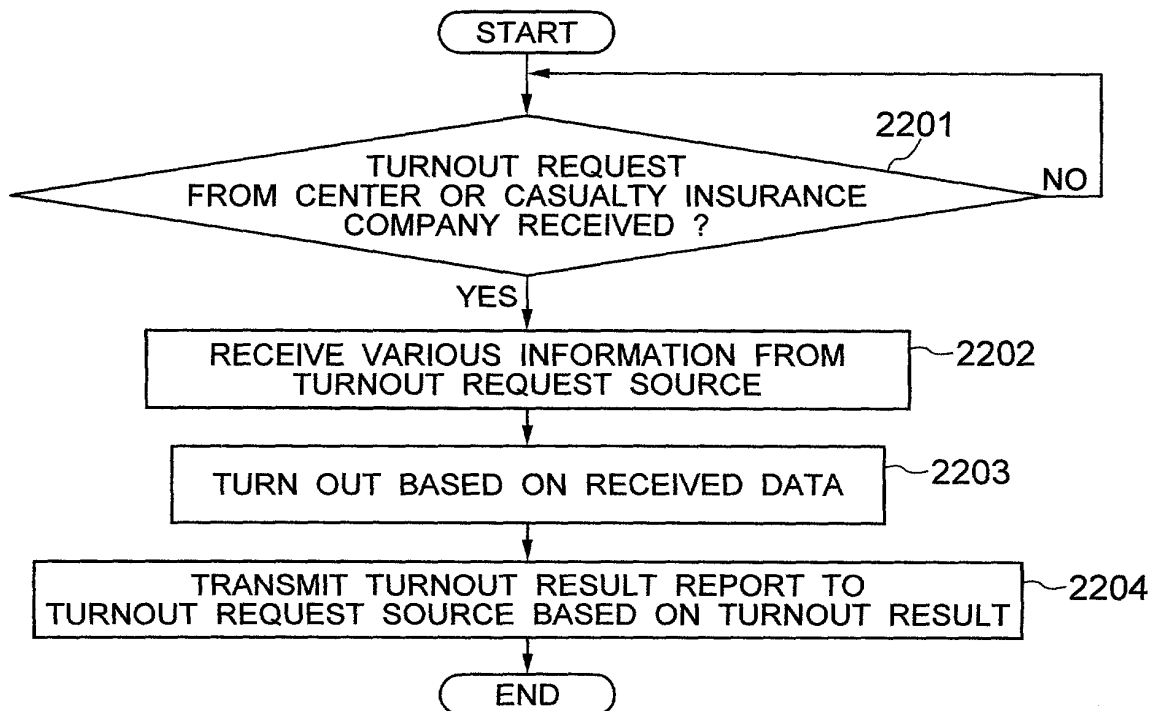 START
2201
TURNOUT REQUEST
FROM CENTER OR CASUALTY INSURANCE
COMPANY RECEIVED ?
NO
YES
RECEIVE VARIOUS INFORMATION FROM
TURNOUT REQUEST SOURCE
2202
TURN OUT BASED ON RECEIVED DATA
2203
TRANSMIT TURNOUT RESULT REPORT TO
TURNOUT REQUEST SOURCE BASED ON TURNOUT RESULT
2204
END